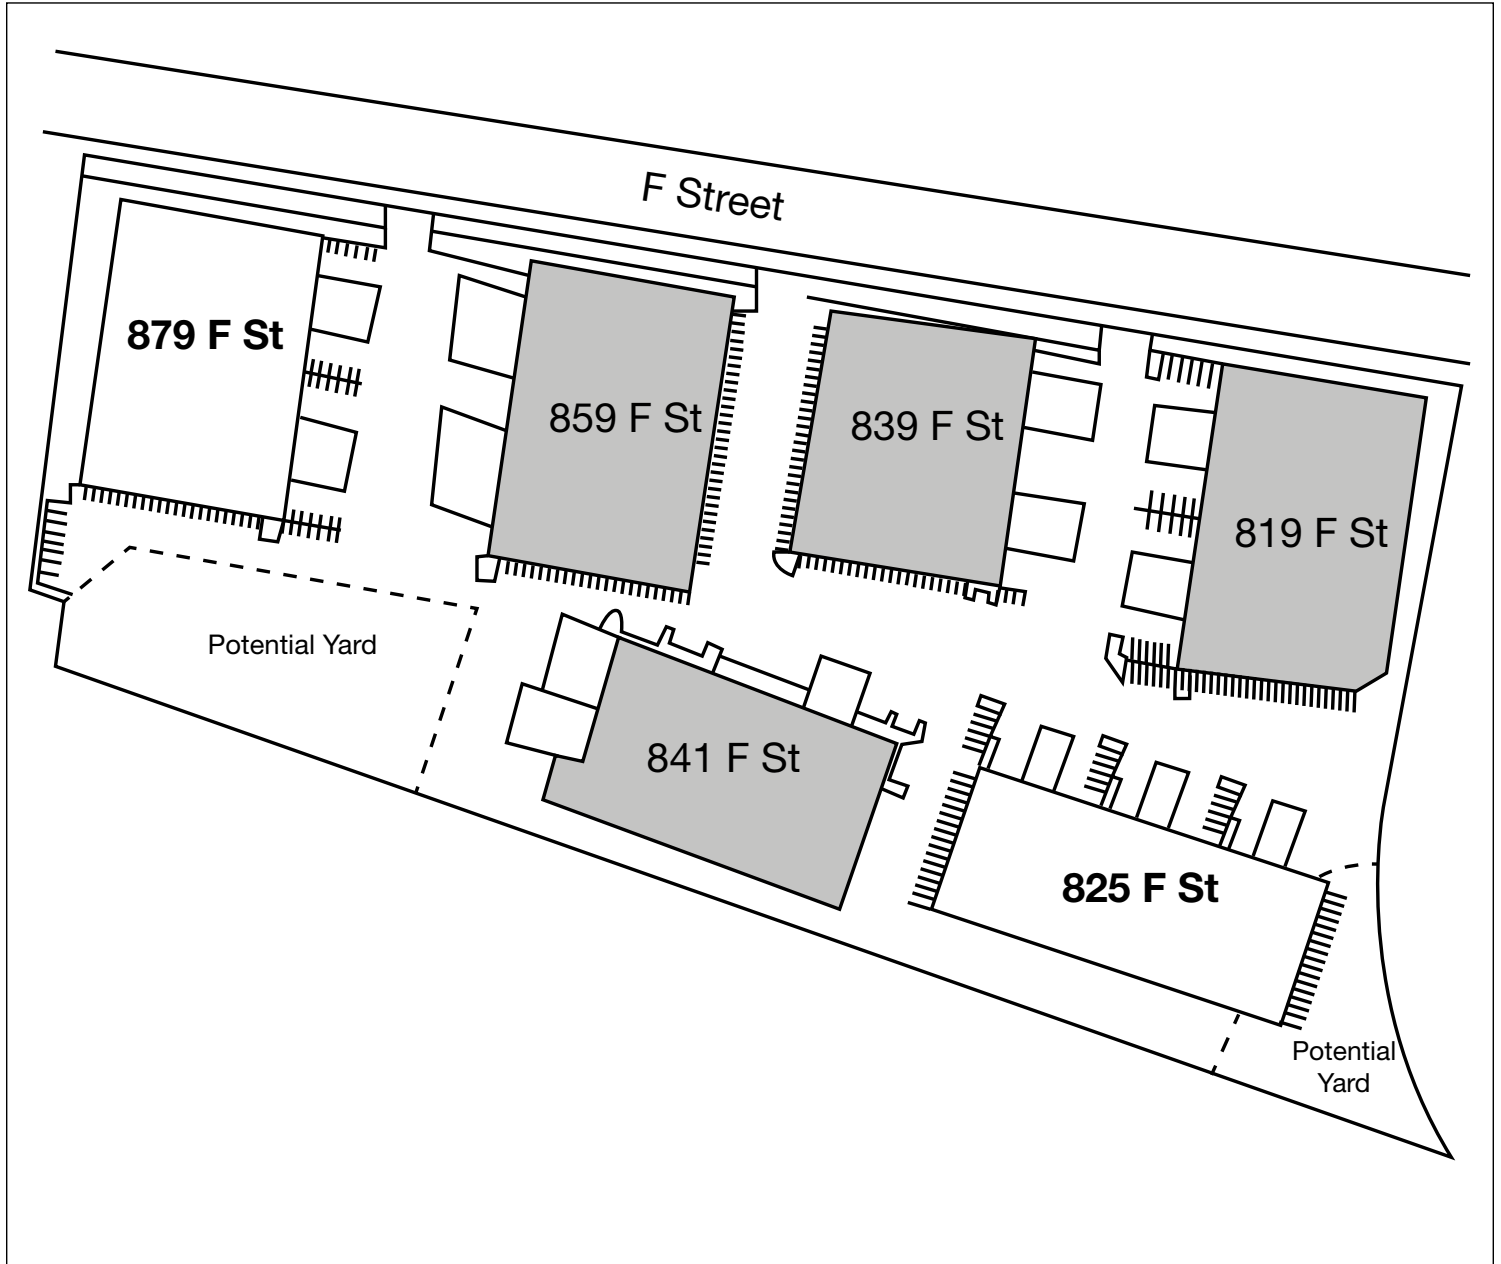 F Street
879 F St
859 F St
839 F St
819 F St
Potential Yard
841 F St
825 F St
Potential
Yard